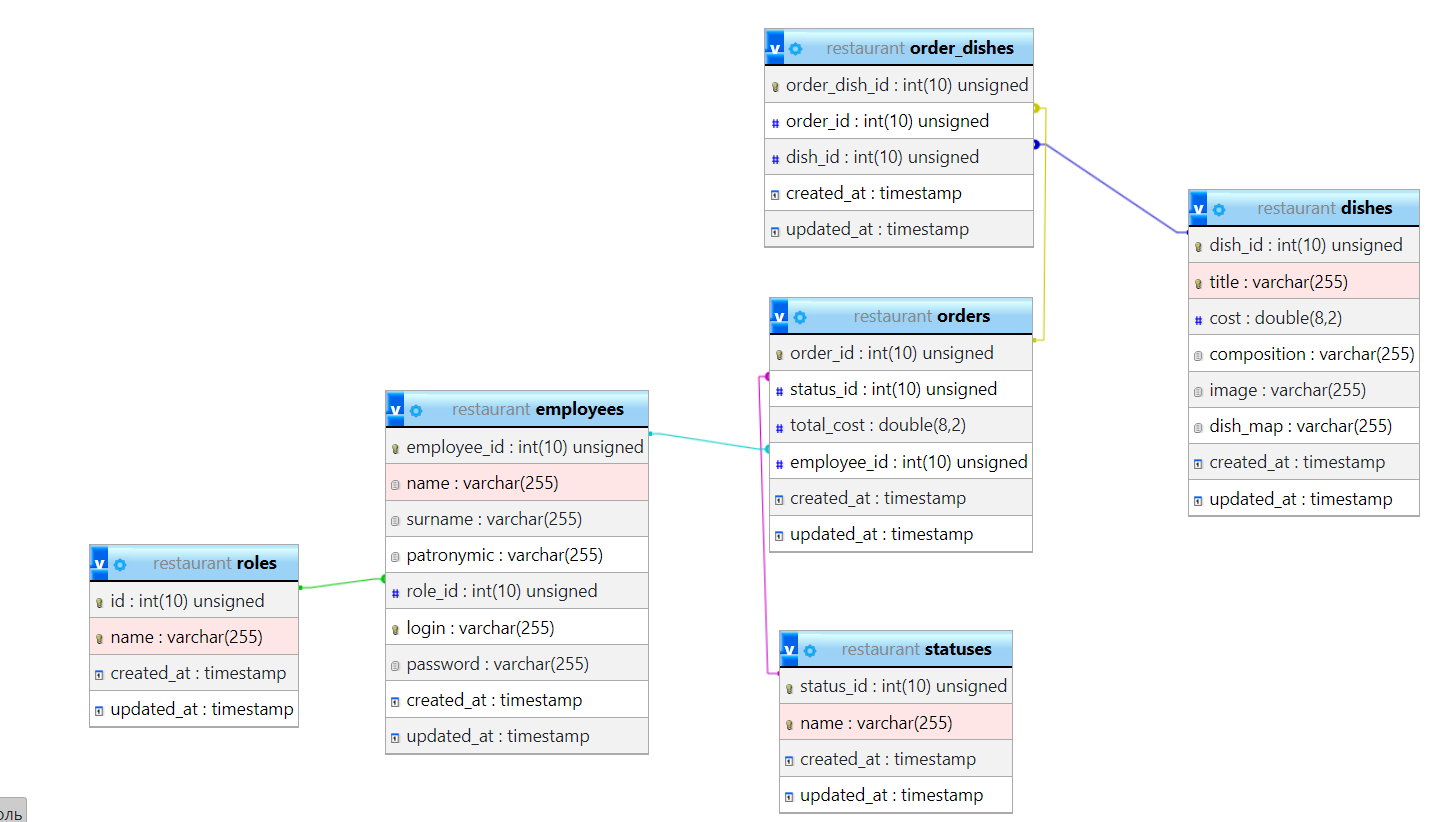 restaurant order_dishes
order_dish_id : int(10) unsigned
order_id : int(10) unsigned
dish_id : int(10) unsigned
created_at : timestamp
updated_at : timestamp
restaurant dishes
dish_id : int(10) unsigned
title : varchar(255)
cost : double(8,2)
composition : varchar(255)
image : varchar(255)
dish_map : varchar(255)
created_at : timestamp
updated_at : timestamp
restaurant orders
order_id : int(10) unsigned
status_id : int(10) unsigned
total_cost : double(8,2)
employee_id : int(10) unsigned
created_at : timestamp
updated_at : timestamp
restaurant employees
employee_id : int(10) unsigned
name : varchar(255)
surname : varchar(255)
patronymic : varchar(255)
role_id : int(10) unsigned
login : varchar(255)
password : varchar(255)
created_at : timestamp
updated_at : timestamp
restaurant roles
id : int(10) unsigned
name : varchar(255)
created_at : timestamp
updated_at : timestamp
restaurant statuses
status_id : int(10) unsigned
name : varchar(255)
created_at : timestamp
updated_at : timestamp
оль